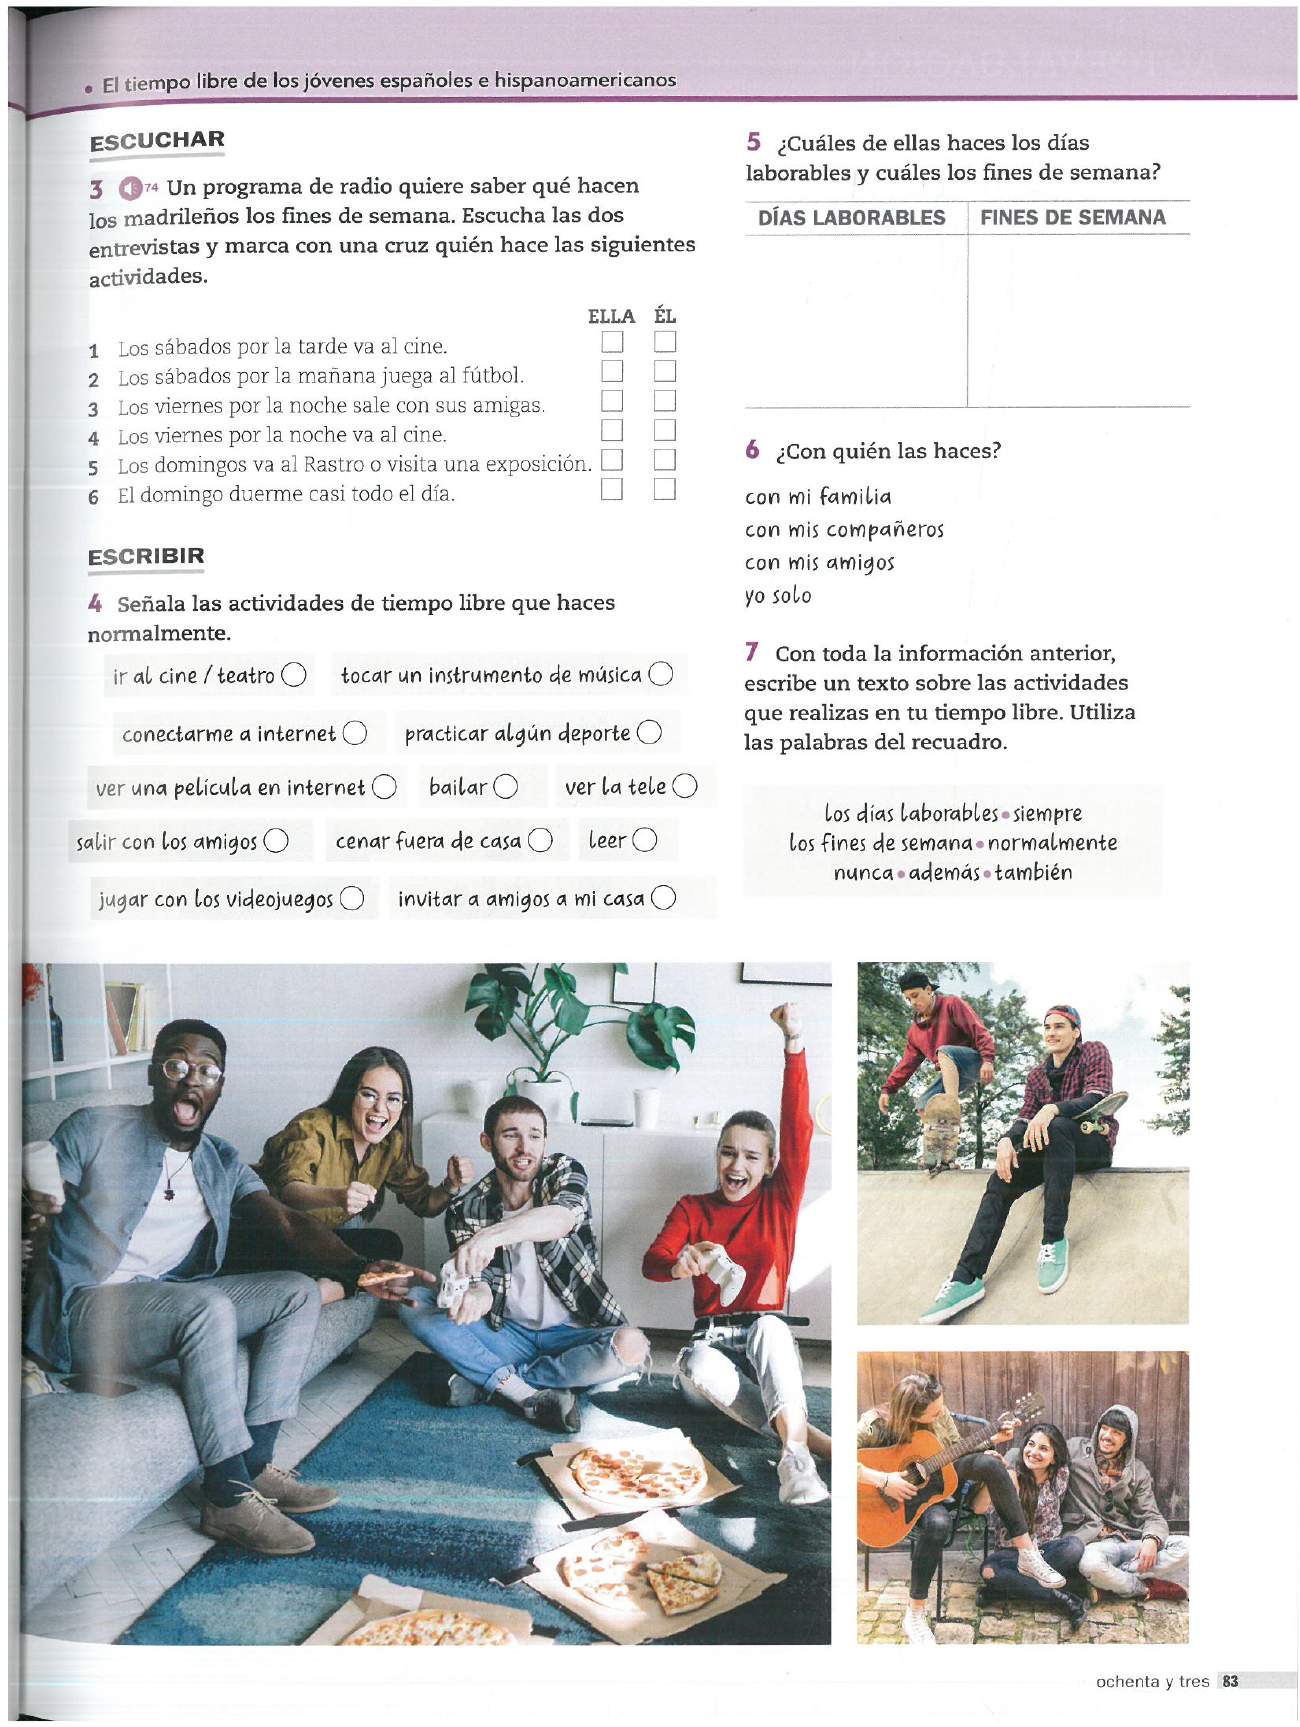 • El tiempo libre de los jóvenes españoles e hispanoamericanos
ESCUCHAR
3 74 Un programa de radio quiere saber qué hacen
los madrileños los fines de semana. Escucha las dos
entrevistas y marca con una cruz quién hace las siguientes
actividades.
ELLA ÉL
1 Los sábados por la tarde va al cine.
2 Los sábados por la mañana juega al fútbol.
3 Los viernes por la noche sale con sus amigas.
4 Los viernes por la noche va al cine.
5 Los domingos va al Rastro o visita una exposición.
6 El domingo duerme casi todo el día.
ESCRIBIR
4 Señala las actividades de tiempo libre que haces
normalmente.
ir al cine / teatro
tocar un instrumento de música
conectarme a internet
practicar algún deporte
ver una película en internet
bailar
ver la tele
salir con los amigos
cenar fuera de casa
leer
jugar con los videojuegos
invitar a amigos a mi casa
5 ¿Cuáles de ellas haces los días
laborables y cuáles los fines de semana?
DÍAS LABORABLES FINES DE SEMANA
6 ¿Con quién las haces?
con mi familia
con mis compañeros
con mis amigos
yo solo
7 Con toda la información anterior,
escribe un texto sobre las actividades
que realizas en tu tiempo libre. Utiliza
las palabras del recuadro.
los días laborables • siempre
los fines de semana • normalmente
nunca • además • también
ochenta y tres 83